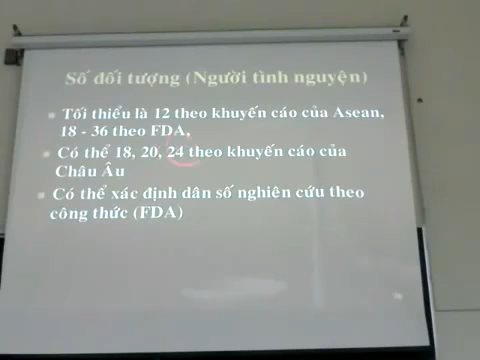 Số đối tượng (Người tình nguyện)
Tối thiểu là 12 theo khuyến cáo của Asean,
18 - 36 theo FDA,
Có thể 18, 20, 24 theo khuyến cáo của
Châu Âu
Có thể xác định dân số nghiên cứu theo
công thức (FDA)